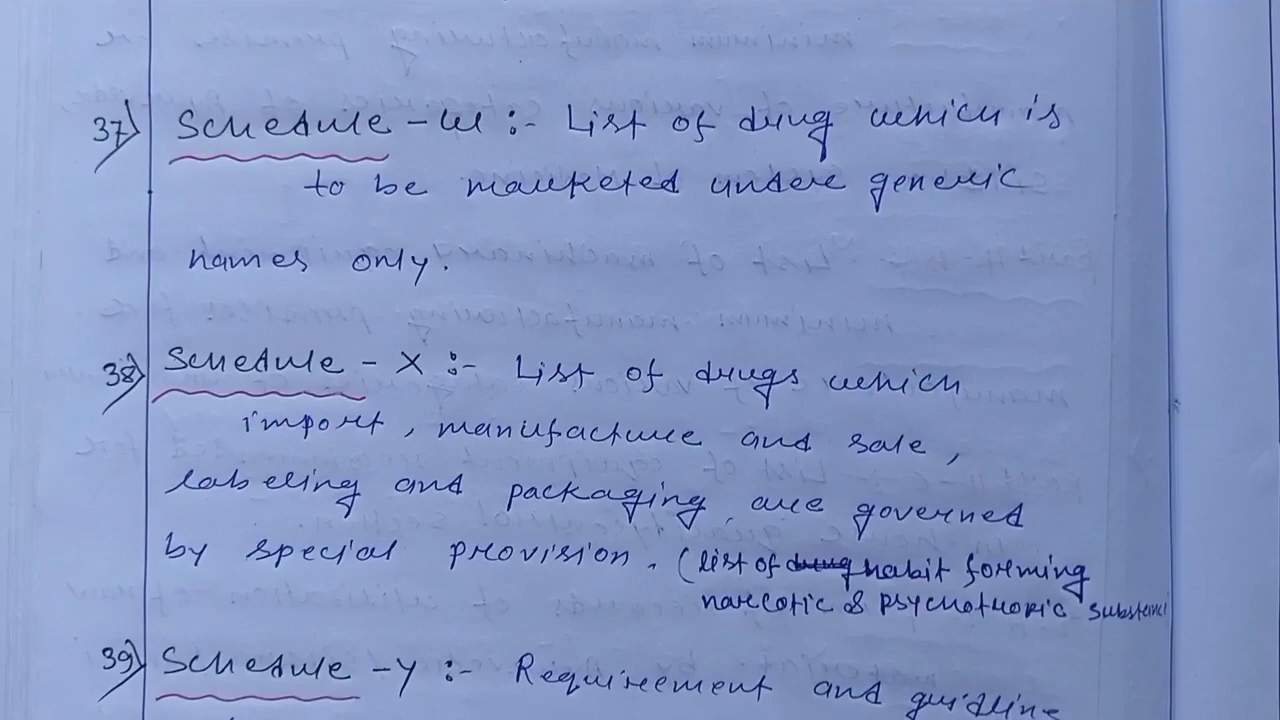 37) Schedule - W :- List of drug which is
to be marketed under generic
names only.
38) Schedule - X :- List of drugs which
import, manufacture and sale,
labeling and packaging are governed
by special provision. (list of drug habit forming
narcotic & psychothropic substance
39) Schedule - Y :- Requirement and guideline